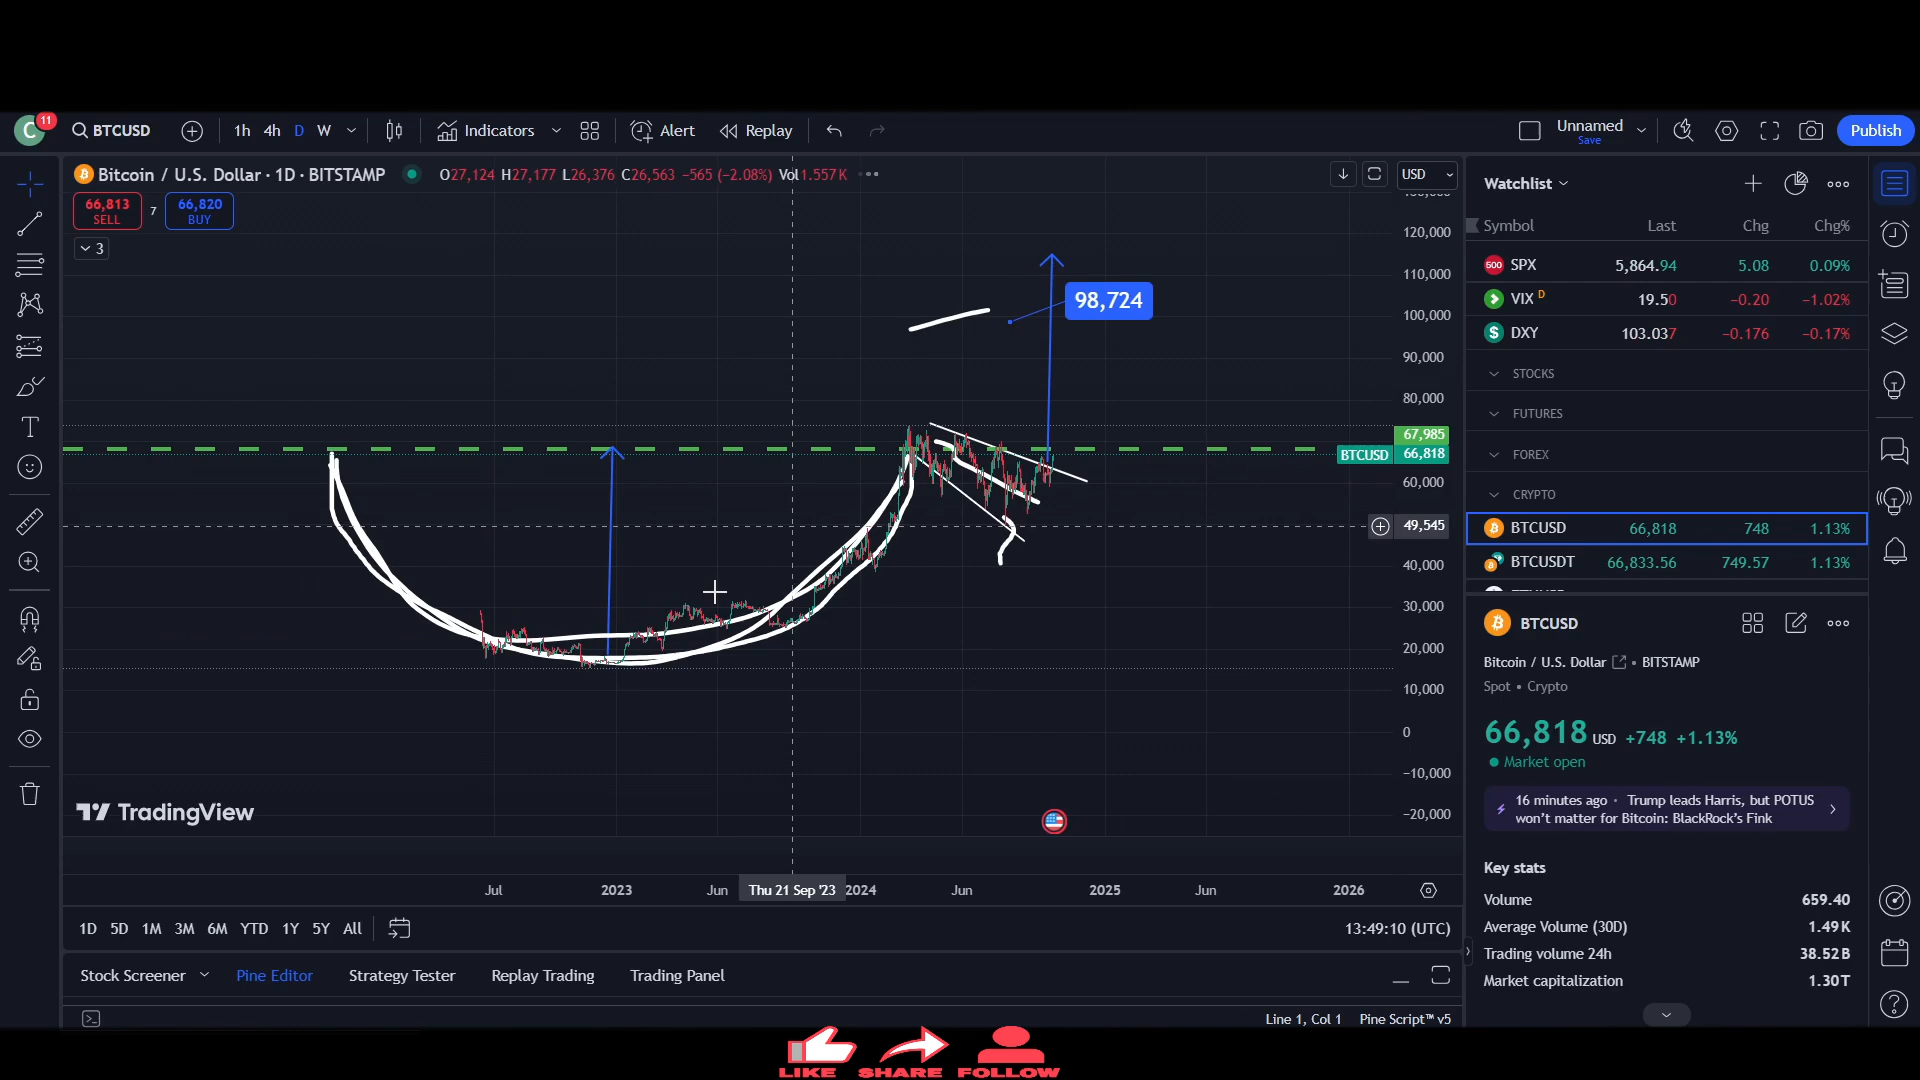 C 11 BTCUSD 1h 4h D W Indicators Alert Replay Unnamed Save Publish
Bitcoin / U.S. Dollar · 1D · BITSTAMP O27,124 H27,177 L26,376 C26,563 −565 (−2.08%) Vol1.557K
66,813 SELL 7 66,820 BUY
3
USD
120,000
110,000
98,724
100,000
90,000
80,000
67,985
BTCUSD 66,818
60,000
49,545
40,000
30,000
20,000
10,000
0
−10,000
−20,000
TradingView
Jul 2023 Jun Thu 21 Sep '23 2024 Jun 2025 Jun 2026
1D 5D 1M 3M 6M YTD 1Y 5Y All 13:49:10 (UTC)
Stock Screener Pine Editor Strategy Tester Replay Trading Trading Panel
Line 1, Col 1 Pine Script™ v5
Watchlist
Symbol Last Chg Chg%
500 SPX 5,864.94 5.08 0.09%
VIX D 19.50 −0.20 −1.02%
DXY 103.037 −0.176 −0.17%
STOCKS
FUTURES
FOREX
CRYPTO
BTCUSD 66,818 748 1.13%
BTCUSDT 66,833.56 749.57 1.13%
BTCUSD
Bitcoin / U.S. Dollar • BITSTAMP
Spot • Crypto
66,818 USD +748 +1.13%
Market open
16 minutes ago · Trump leads Harris, but POTUS
won't matter for Bitcoin: BlackRock's Fink
Key stats
Volume 659.40
Average Volume (30D) 1.49K
Trading volume 24h 38.52B
Market capitalization 1.30T
LIKE SHARE FOLLOW